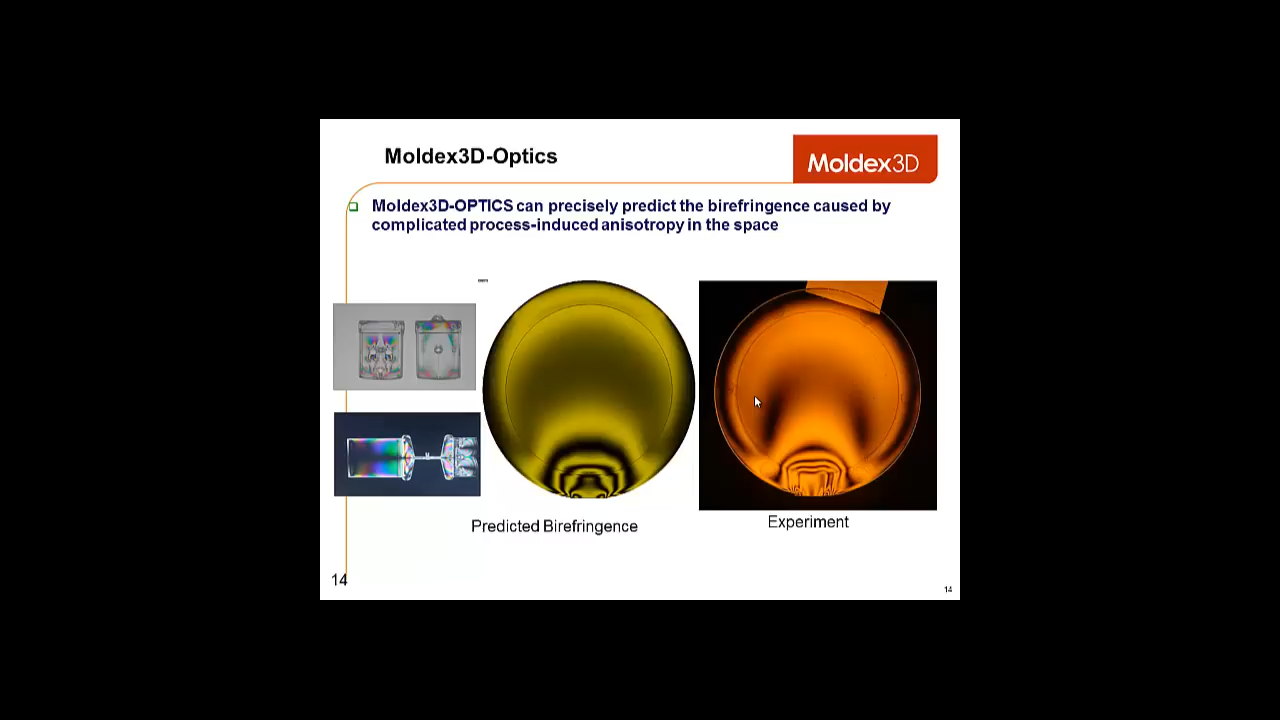 Moldex3D-Optics
Moldex3D
Moldex3D-OPTICS can precisely predict the birefringence caused by
complicated process-induced anisotropy in the space
Predicted Birefringence
Experiment
14
14